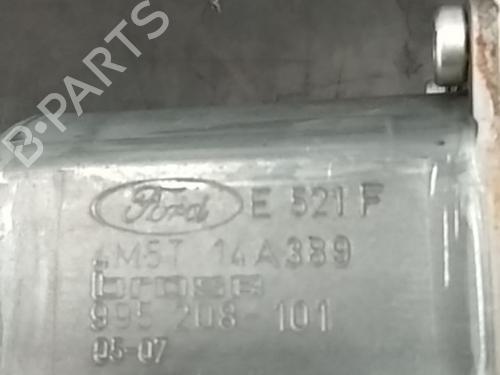 Ford E 521 F
4M5T 14A389
brose
995 208-101
05-07
B-PARTS